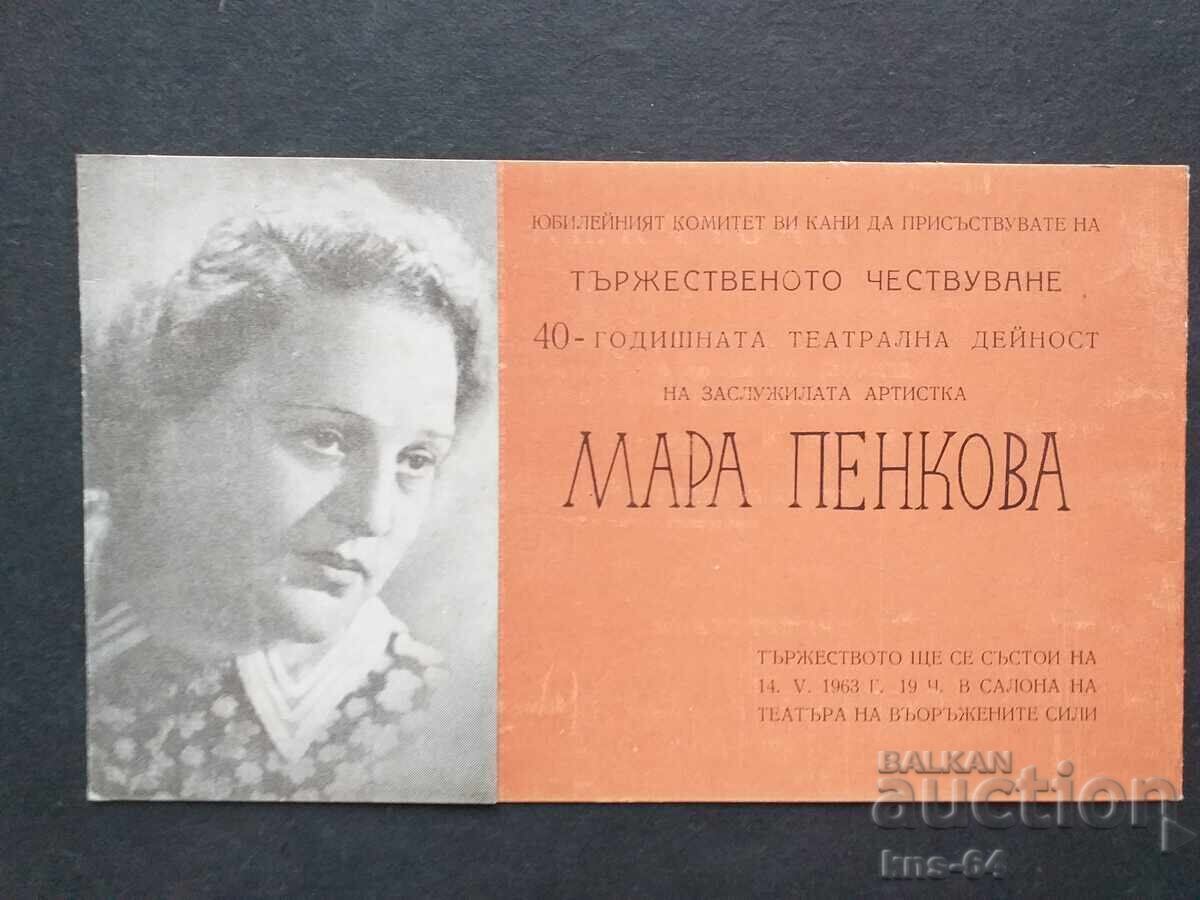 ЮБИЛЕЙНИЯТ КОМИТЕТ ВИ КАНИ ДА ПРИСЪСТВУВАТЕ НА
ТЪРЖЕСТВЕНОТО ЧЕСТВУВАНЕ
40-ГОДИШНАТА ТЕАТРАЛНА ДЕЙНОСТ
НА ЗАСЛУЖИЛАТА АРТИСТКА
МАРА ПЕНКОВА
ТЪРЖЕСТВОТО ЩЕ СЕ СЪСТОИ НА
14. V. 1963 Г. 19 Ч. В САЛОНА НА
ТЕАТЪРА НА ВЪОРЪЖЕНИТЕ СИЛИ
BALKAN
auction
kns-64